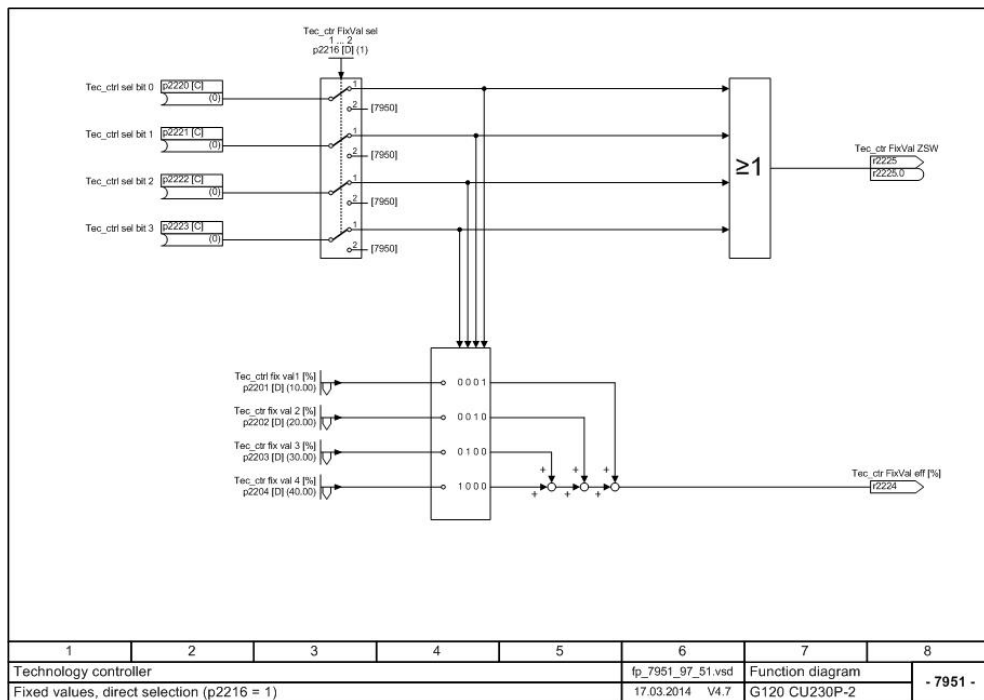 Tec_ctr FixVal sel
1 ... 2
p2216 [D] (1)
Tec_ctrl sel bit 0 p2220 [C]
(0)
1
2 [7950]
Tec_ctrl sel bit 1 p2221 [C]
(0)
1
2 [7950]
Tec_ctrl sel bit 2 p2222 [C]
(0)
1
2 [7950]
Tec_ctrl sel bit 3 p2223 [C]
(0)
1
2 [7950]
≥1
Tec_ctr FixVal ZSW
r2225
r2225.0
Tec_ctrl fix val1 [%]
p2201 [D] (10.00)
0 0 0 1
Tec_ctr fix val 2 [%]
p2202 [D] (20.00)
0 0 1 0
Tec_ctr fix val 3 [%]
p2203 [D] (30.00)
0 1 0 0
Tec_ctr fix val 4 [%]
p2204 [D] (40.00)
1 0 0 0
+ + +
+ + +
Tec_ctr FixVal eff [%]
r2224
1 2 3 4 5 6 7 8
Technology controller fp_7951_97_51.vsd Function diagram
- 7951 -
Fixed values, direct selection (p2216 = 1) 17.03.2014 V4.7 G120 CU230P-2